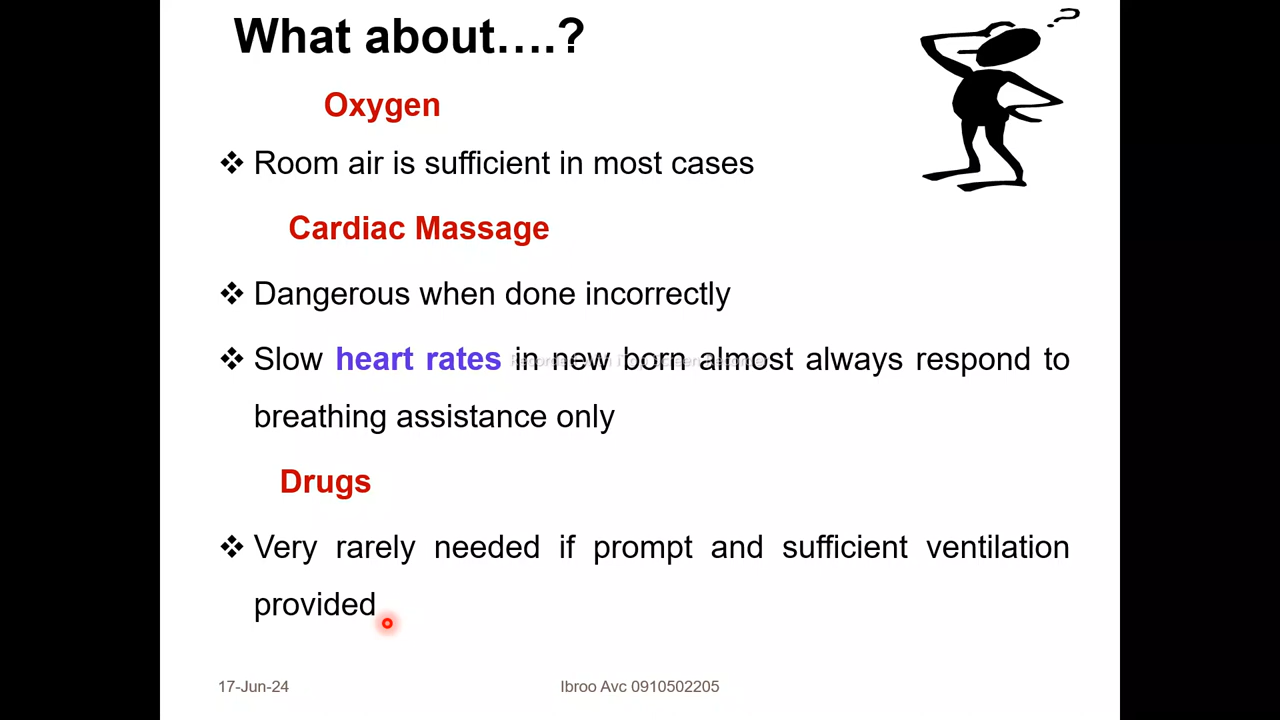 What about....?
?
Oxygen
❖ Room air is sufficient in most cases
Cardiac Massage
❖ Dangerous when done incorrectly
❖ Slow heart rates in new born almost always respond to
breathing assistance only
Drugs
❖ Very rarely needed if prompt and sufficient ventilation
provided
17-Jun-24
Ibroo Avc 0910502205